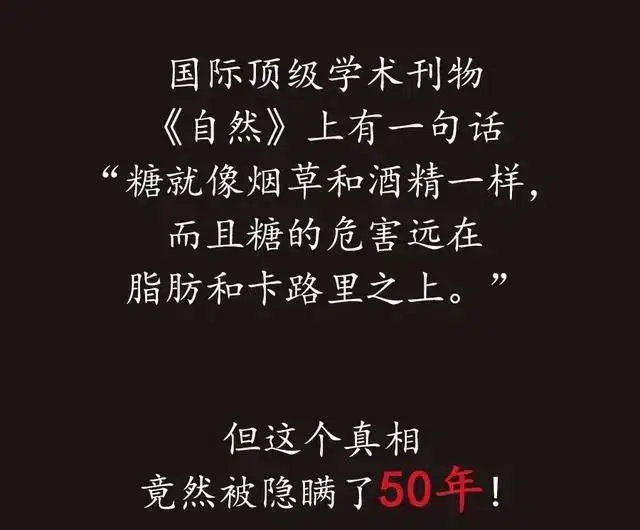 国际顶级学术刊物
《自然》上有一句话
“糖就像烟草和酒精一样，
而且糖的危害远在
脂肪和卡路里之上。”
但这个真相
竟然被隐瞒了50年！